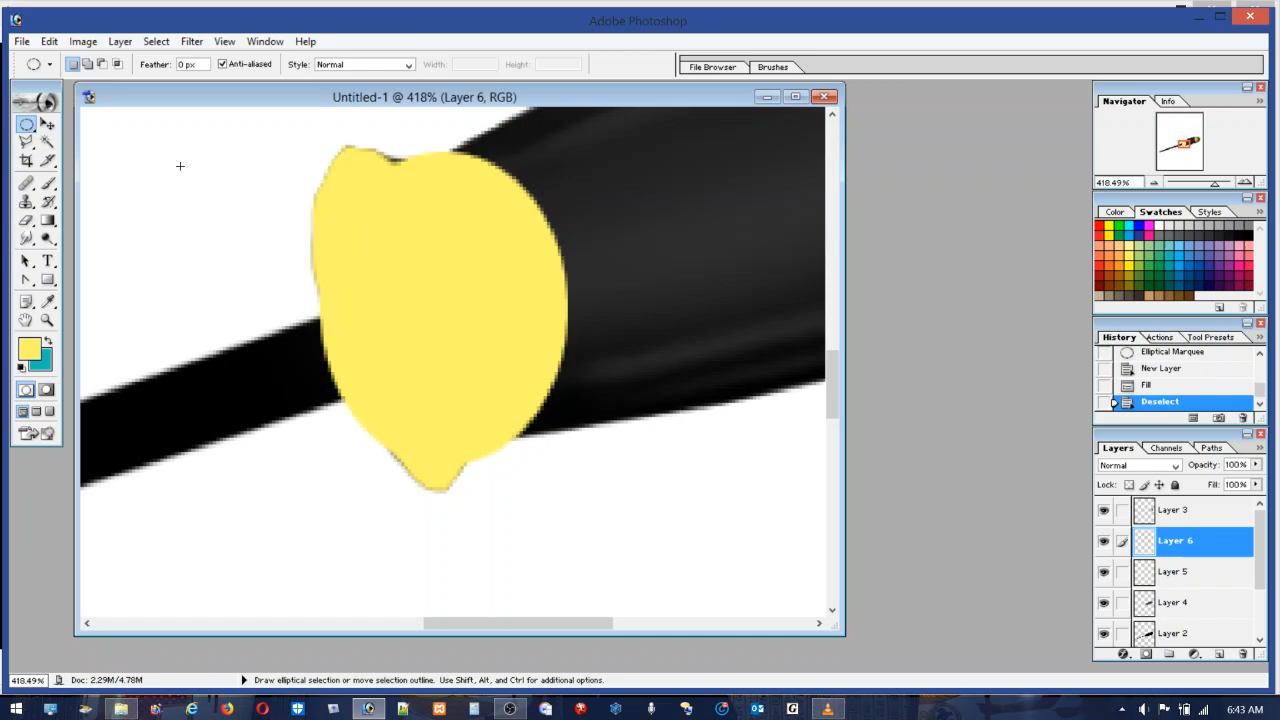 Adobe Photoshop
File Edit Image Layer Select Filter View Window Help
Feather: 0 px Anti-aliased Style: Normal Width: Height: File Browser Brushes
Untitled-1 @ 418% (Layer 6, RGB)
Navigator Info
418.49%
Color Swatches Styles
History Actions Tool Presets
Elliptical Marquee
New Layer
Fill
Deselect
Layers Channels Paths
Normal Opacity: 100%
Lock: Fill: 100%
Layer 3
Layer 6
Layer 5
Layer 4
Layer 2
418.49% Doc: 2.29M/4.78M Draw elliptical selection or move selection outline. Use Shift, Alt, and Ctrl for additional options.
6:43 AM